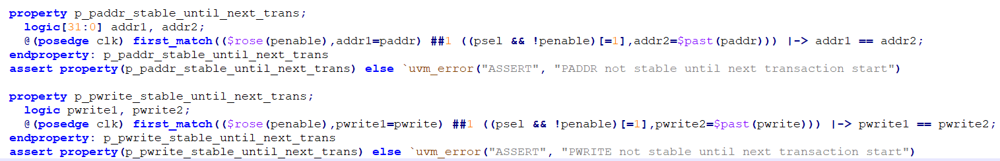 property p_paddr_stable_until_next_trans;
logic[31:0] addr1, addr2;
@(posedge clk) first_match(($rose(penable),addr1=paddr) ##1 ((psel && !penable)[=1],addr2=$past(paddr))) |-> addr1 == addr2;
endproperty: p_paddr_stable_until_next_trans
assert property(p_paddr_stable_until_next_trans) else `uvm_error("ASSERT", "PADDR not stable until next transaction start")
property p_pwrite_stable_until_next_trans;
logic pwrite1, pwrite2;
@(posedge clk) first_match(($rose(penable),pwrite1=pwrite) ##1 ((psel && !penable)[=1],pwrite2=$past(pwrite))) |-> pwrite1 == pwrite2;
endproperty: p_pwrite_stable_until_next_trans
assert property(p_pwrite_stable_until_next_trans) else `uvm_error("ASSERT", "PWRITE not stable until next transaction start")